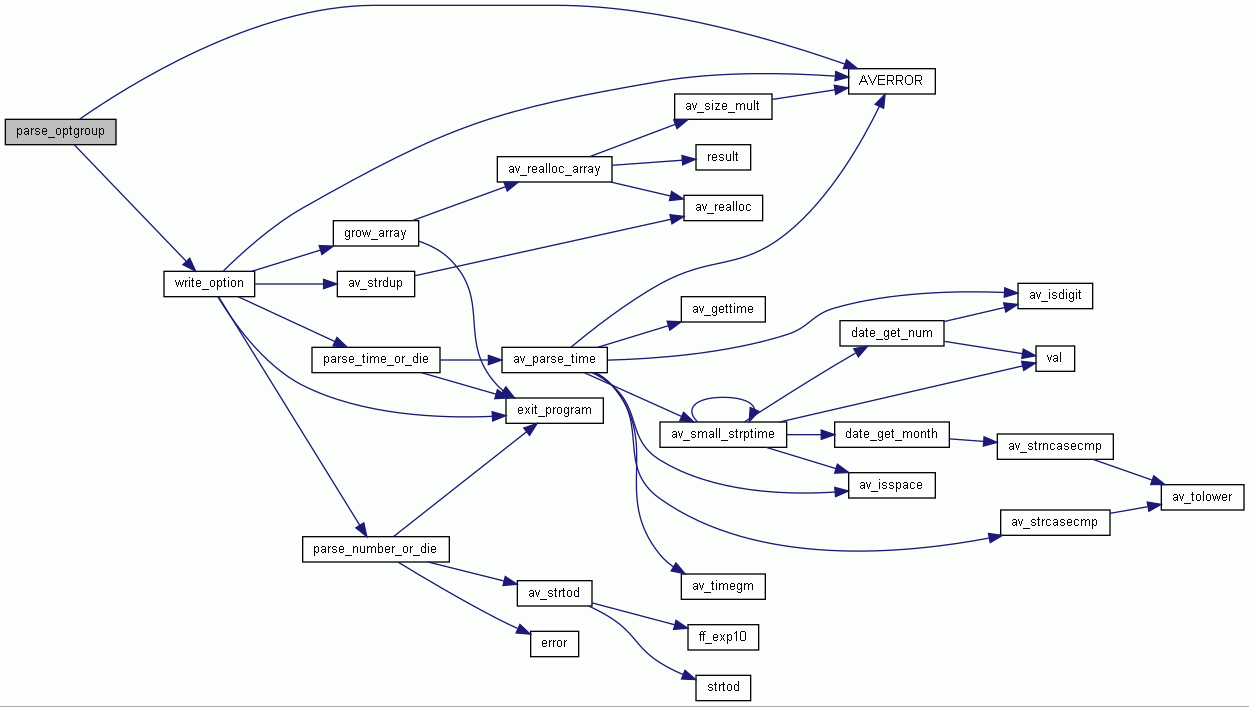 parse_optgroup
AVERROR
av_size_mult
result
av_realloc_array
av_realloc
grow_array
write_option
av_strdup
av_gettime
av_isdigit
date_get_num
parse_time_or_die
av_parse_time
val
exit_program
av_small_strptime
date_get_month
av_strncasecmp
av_isspace
av_tolower
av_strcasecmp
parse_number_or_die
av_timegm
av_strtod
ff_exp10
error
strtod